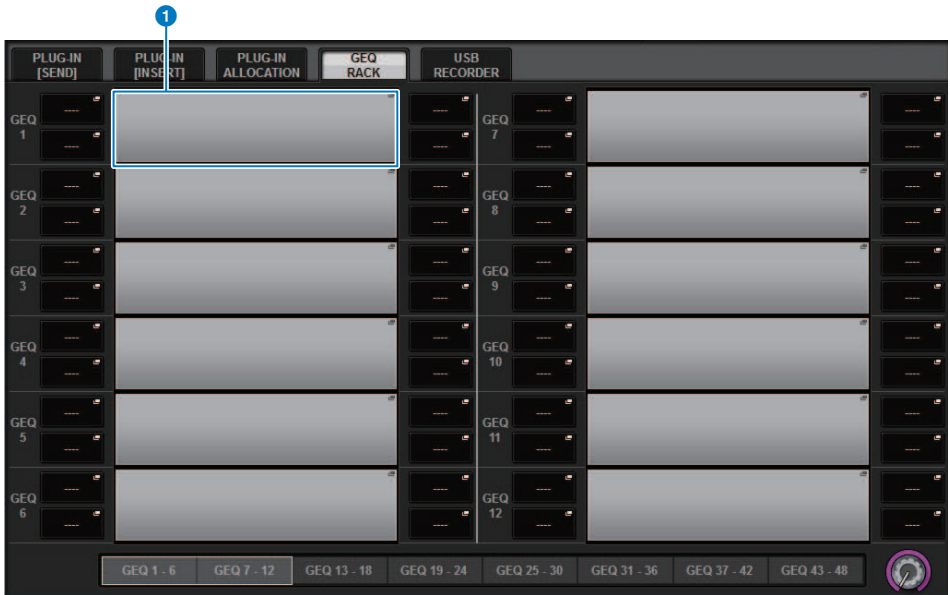 1
PLUG-IN
[SEND]
PLUG-IN
[INSERT]
PLUG-IN
ALLOCATION
GEQ
RACK
USB
RECORDER
GEQ
1
----
----
----
----
GEQ
7
----
----
----
----
GEQ
2
----
----
----
----
GEQ
8
----
----
----
----
GEQ
3
----
----
----
----
GEQ
9
----
----
----
----
GEQ
4
----
----
----
----
GEQ
10
----
----
----
----
GEQ
5
----
----
----
----
GEQ
11
----
----
----
----
GEQ
6
----
----
----
----
GEQ
12
----
----
----
----
GEQ 1 - 6 GEQ 7 - 12 GEQ 13 - 18 GEQ 19 - 24 GEQ 25 - 30 GEQ 31 - 36 GEQ 37 - 42 GEQ 43 - 48